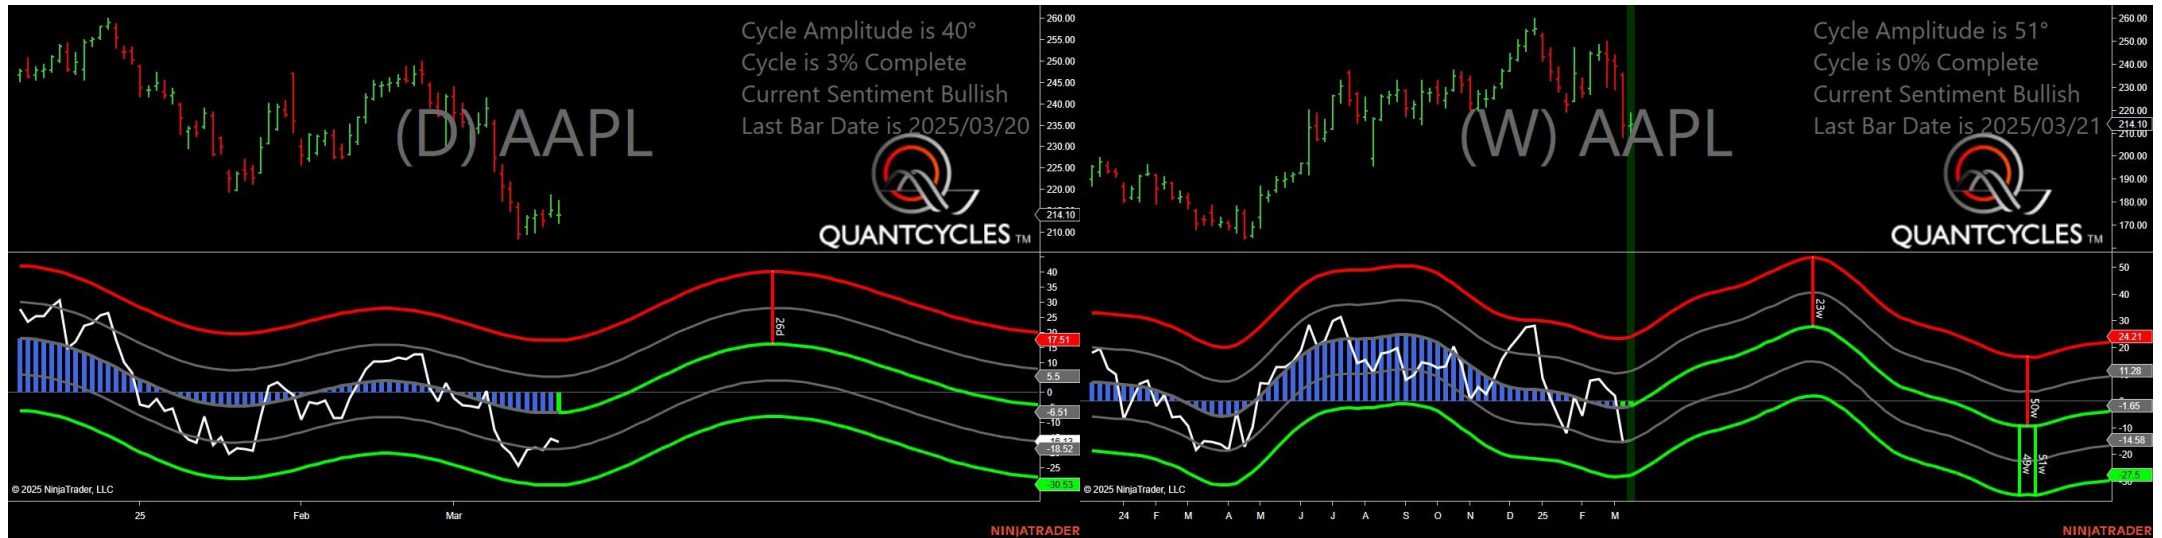 Cycle Amplitude is 40°
Cycle is 3% Complete
Current Sentiment Bullish
Last Bar Date is 2025/03/20
(D) AAPL
QUANTCYCLES TM
260.00
255.00
250.00
245.00
240.00
235.00
230.00
225.00
220.00
214.10
210.00
40
35
30
25
20
17.51
15
10
5.5
0
-6.51
-10
-16.13
-18.52
-25
-30.53
26d
© 2025 NinjaTrader, LLC
25 Feb Mar
NINJATRADER
Cycle Amplitude is 51°
Cycle is 0% Complete
Current Sentiment Bullish
Last Bar Date is 2025/03/21
(W) AAPL
QUANTCYCLES TM
260.00
250.00
240.00
230.00
220.00
214.10
210.00
200.00
190.00
180.00
170.00
50
40
30
24.21
20
11.28
-1.65
-10
-14.58
-20
-27.5
23w
50w
49w
51w
© 2025 NinjaTrader, LLC
24 F M A M J J A S O N D 25 F M
NINJATRADER